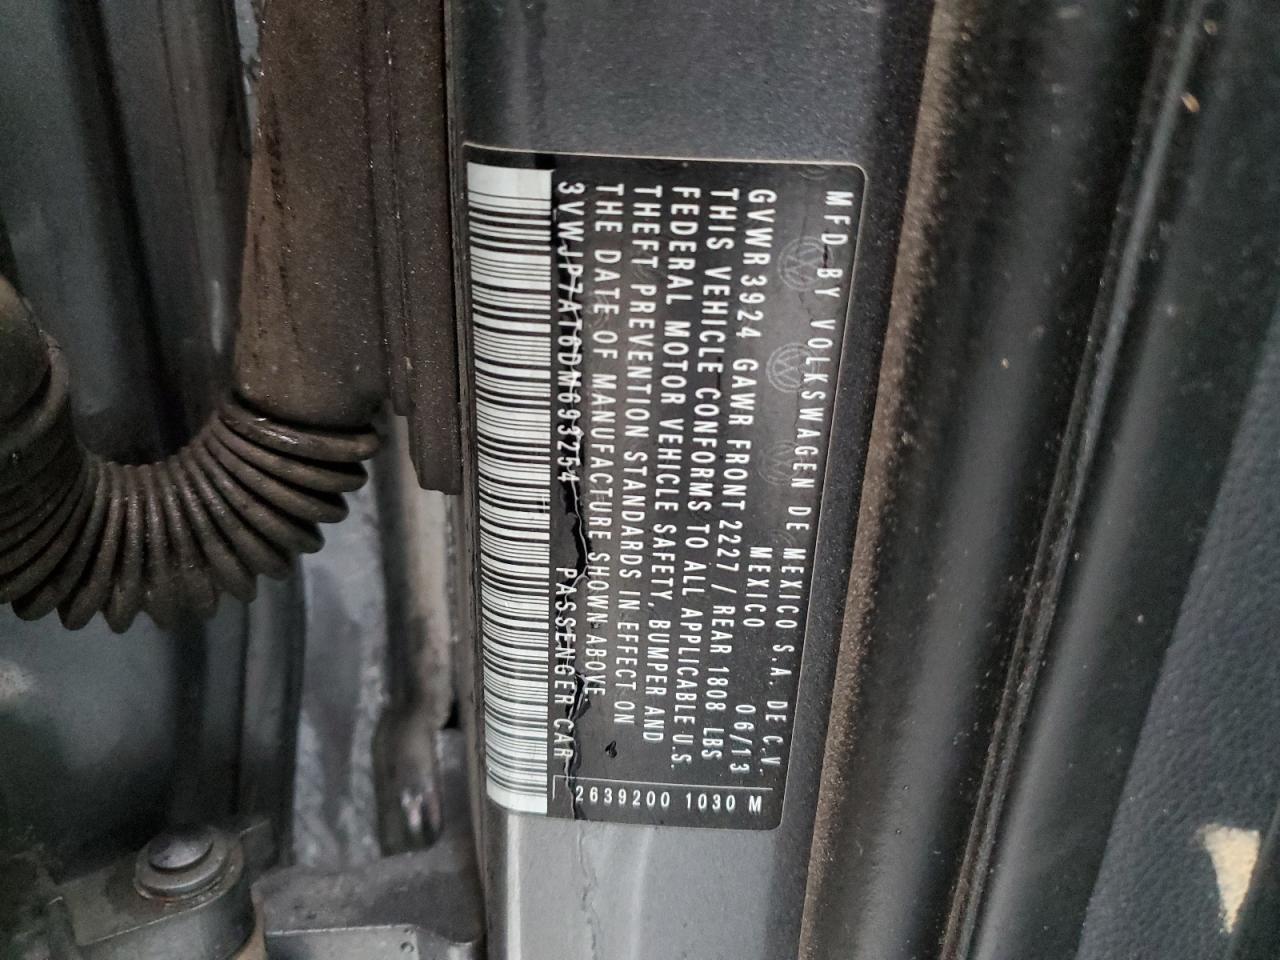 MFD BY VOLKSWAGEN DE MEXICO S.A. DE C.V.
MEXICO 06/13
GVWR 3924 GAWR FRONT 2227 / REAR 1808 LBS
THIS VEHICLE CONFORMS TO ALL APPLICABLE U.S.
FEDERAL MOTOR VEHICLE SAFETY, BUMPER AND
THEFT PREVENTION STANDARDS IN EFFECT ON
THE DATE OF MANUFACTURE SHOWN ABOVE.
3VWJP7AT6DM693254 PASSENGER CAR
2639200 1030 M